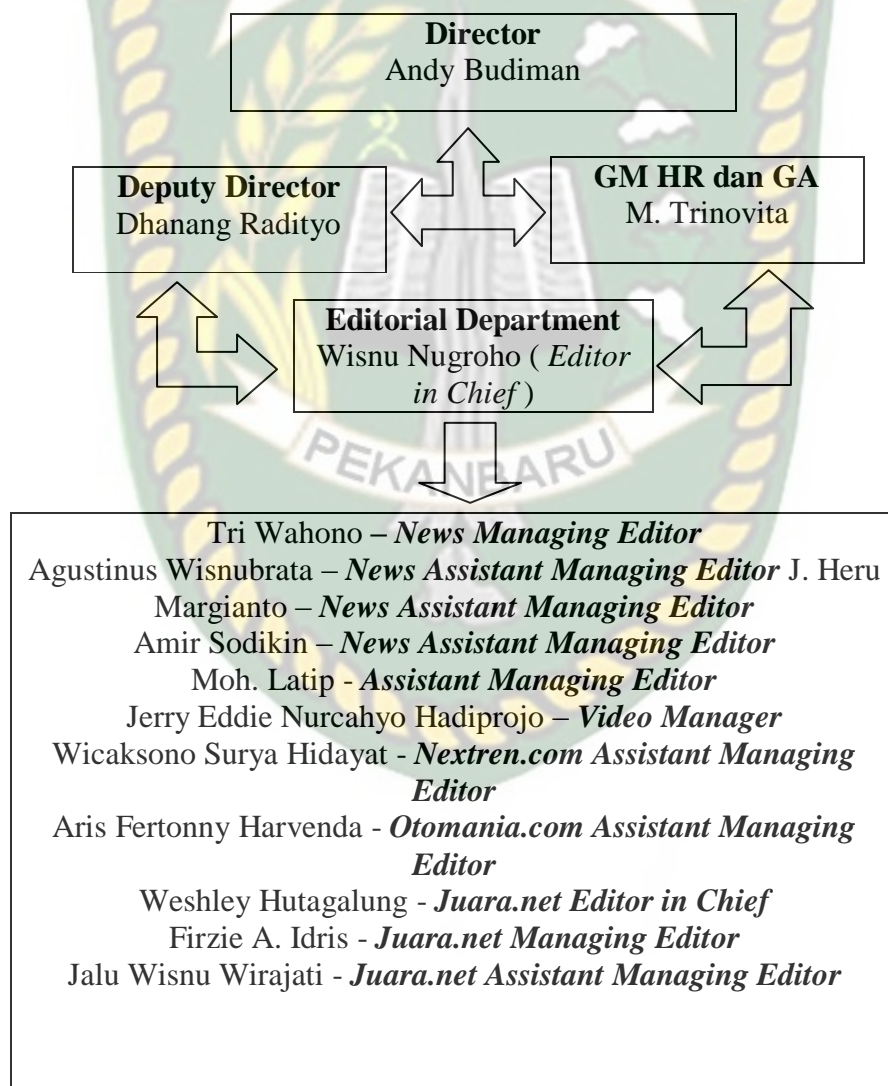 Director
Andy Budiman
Deputy Director
Dhanang Radityo
GM HR dan GA
M. Trinovita
Editorial Department
Wisnu Nugroho ( Editor
in Chief )
PEKANBARU
Tri Wahono – News Managing Editor
Agustinus Wisnubrata – News Assistant Managing Editor J. Heru
Margianto – News Assistant Managing Editor
Amir Sodikin – News Assistant Managing Editor
Moh. Latip - Assistant Managing Editor
Jerry Eddie Nurcahyo Hadiprojo – Video Manager
Wicaksono Surya Hidayat - Nextren.com Assistant Managing
Editor
Aris Fertonny Harvenda - Otomania.com Assistant Managing
Editor
Weshley Hutagalung - Juara.net Editor in Chief
Firzie A. Idris - Juara.net Managing Editor
Jalu Wisnu Wirajati - Juara.net Assistant Managing Editor